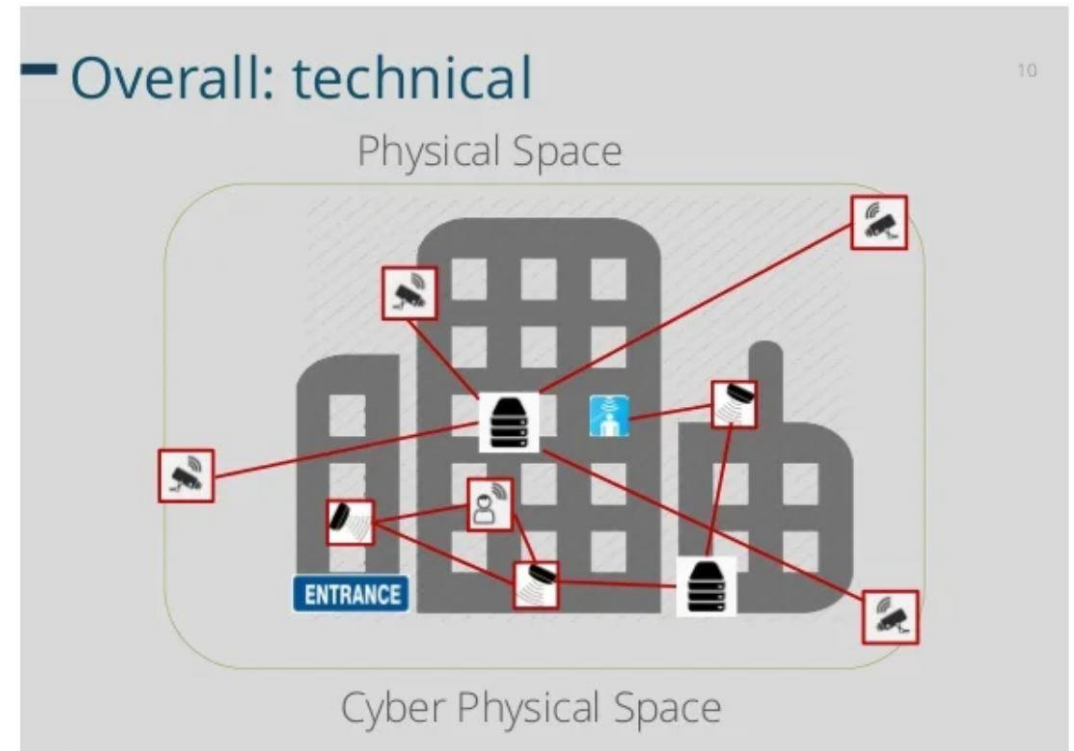 Overall: technical
10
Physical Space
ENTRANCE
Cyber Physical Space